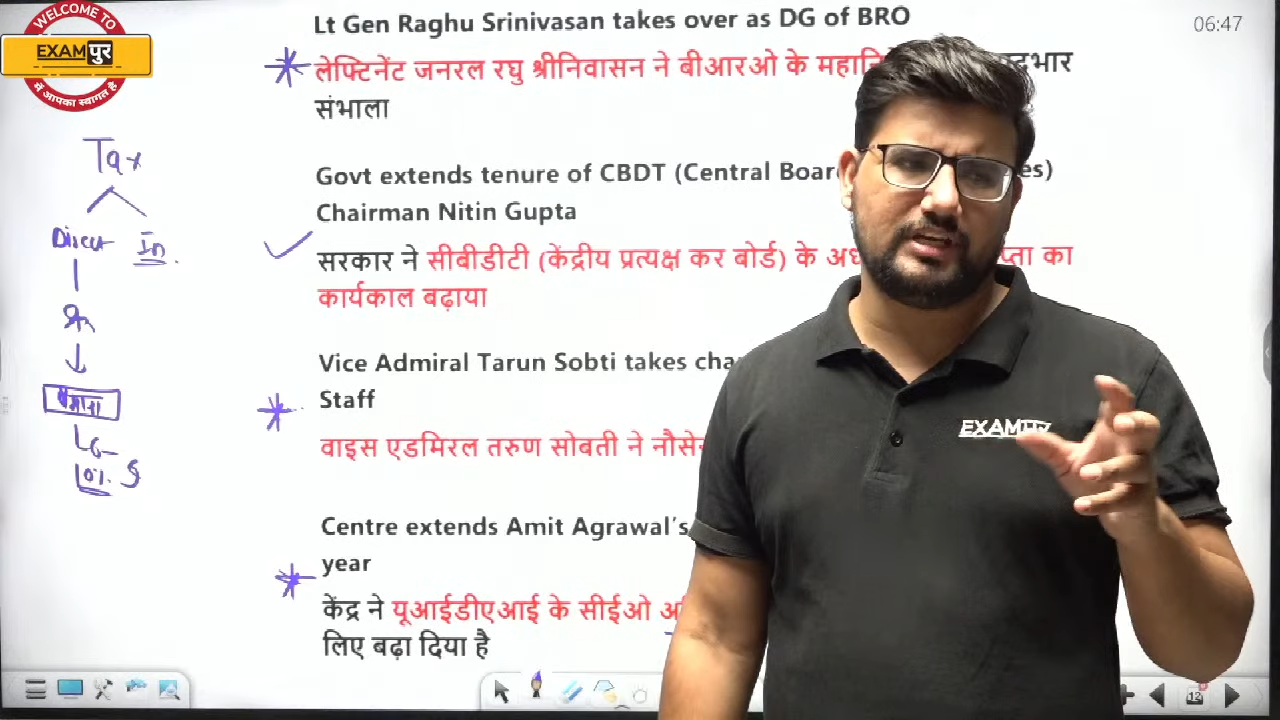 WELCOME TO
EXAMपुर
में आपका स्वागत है
06:47
Lt Gen Raghu Srinivasan takes over as DG of BRO
लेफ्टिनेंट जनरल रघु श्रीनिवासन ने बीआरओ के
संभाला
Govt extends tenure of CBDT (Central
Chairman Nitin Gupta
सरकार ने सीबीडीटी (केंद्रीय प्रत्यक्ष कर बोर्ड) के
कार्यकाल बढ़ाया
Vice Admiral Tarun Sobti takes
Staff
वाइस एडमिरल तरुण सोबती ने
Centre extends Amit Agrawal's
year
केंद्र ने यूआईडीएआई के सीईओ
लिए बढ़ा दिया है
Tax
Direct In
EXAMपुर
12